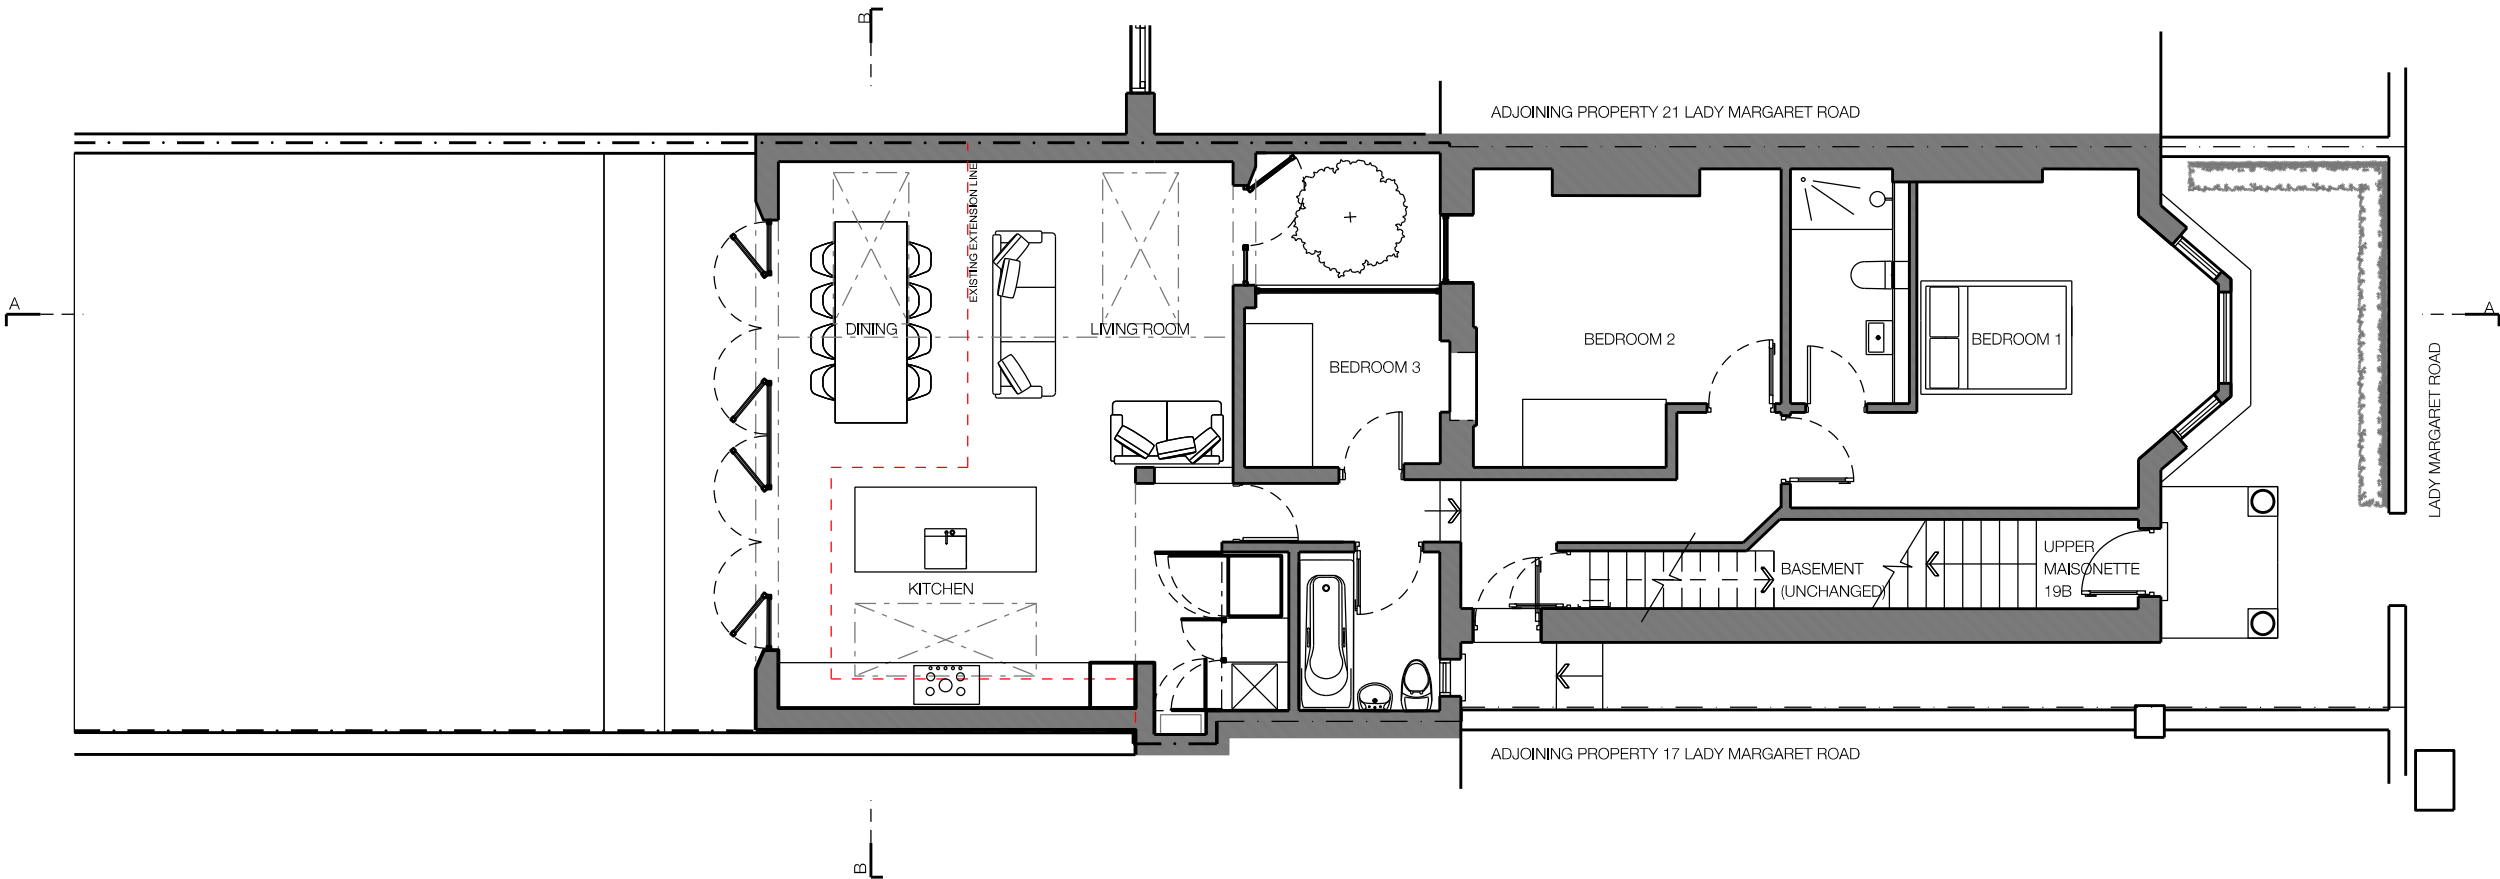 B
ADJOINING PROPERTY 21 LADY MARGARET ROAD
EXISTING EXTENSION LINE
A
A
DINING
LIVING ROOM
BEDROOM 3
BEDROOM 2
BEDROOM 1
LADY MARGARET ROAD
KITCHEN
BASEMENT
(UNCHANGED)
UPPER
MAISONETTE
19B
ADJOINING PROPERTY 17 LADY MARGARET ROAD
B